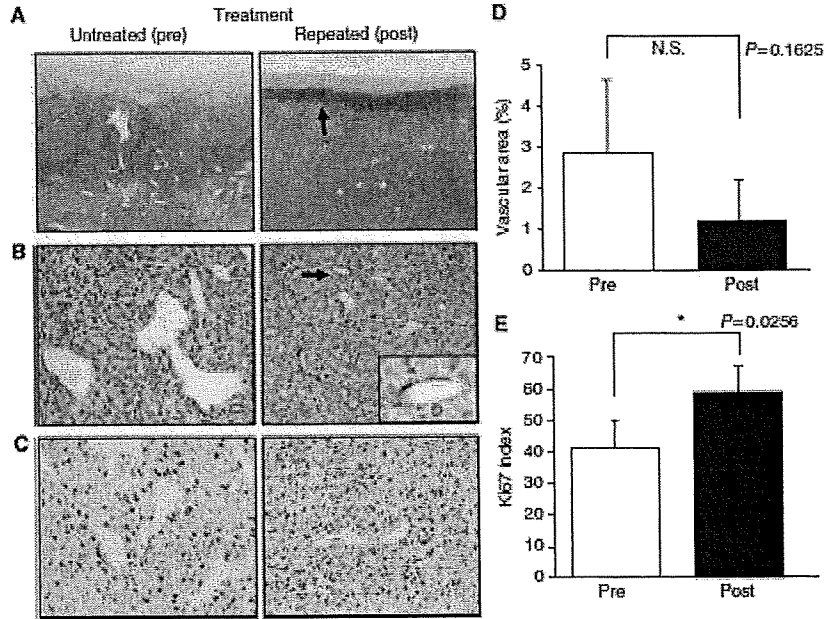 A
Treatment
Untreated (pre)
Repeated (post)
B
C
D
N.S.
P=0.1625
Vascular area (%)
5
4
3
2
1
0
Pre
Post
E
*
P=0.0256
Ki67 index
70
60
50
40
30
20
10
0
Pre
Post